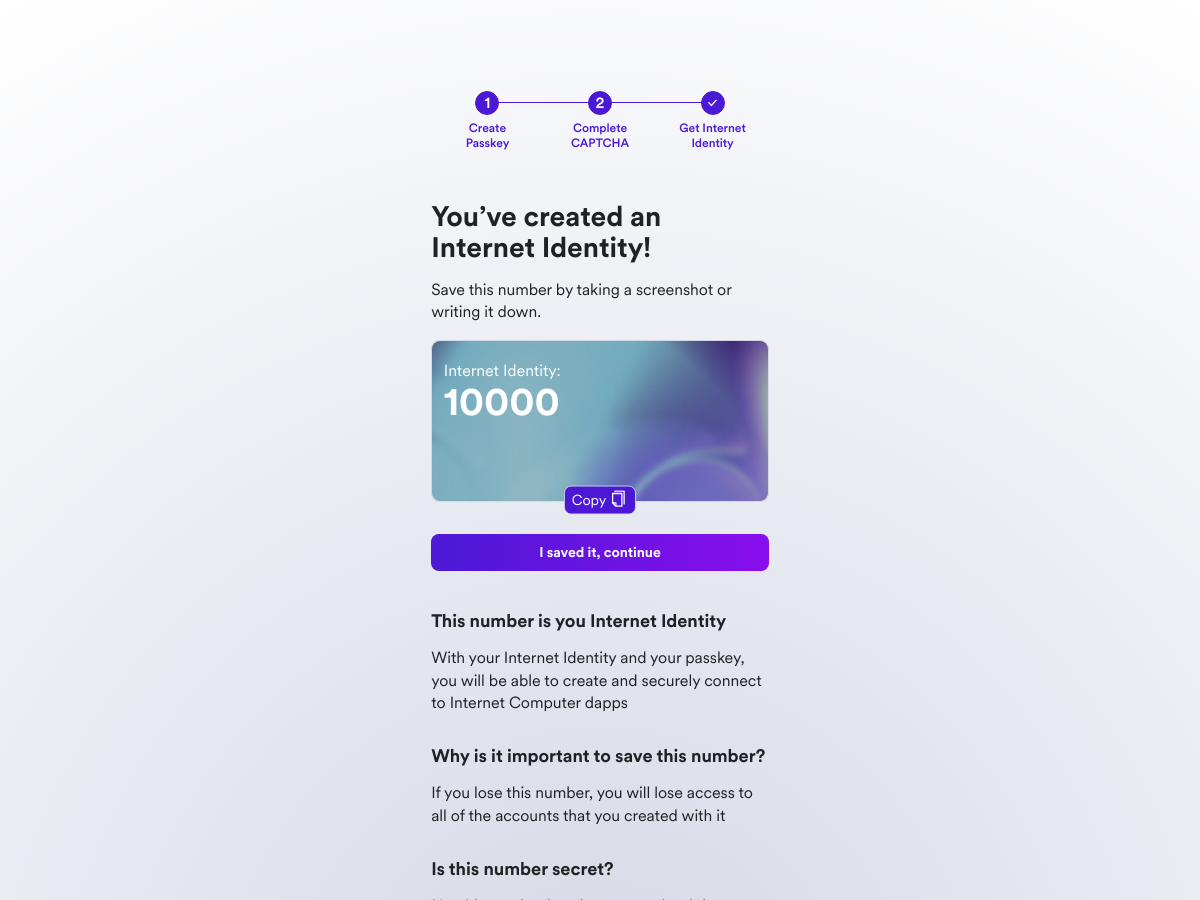 1
2
Create
Passkey
Complete
CAPTCHA
Get Internet
Identity
You’ve created an
Internet Identity!
Save this number by taking a screenshot or
writing it down.
Internet Identity:
10000
Copy
I saved it, continue
This number is you Internet Identity
With your Internet Identity and your passkey,
you will be able to create and securely connect
to Internet Computer dapps
Why is it important to save this number?
If you lose this number, you will lose access to
all of the accounts that you created with it
Is this number secret?